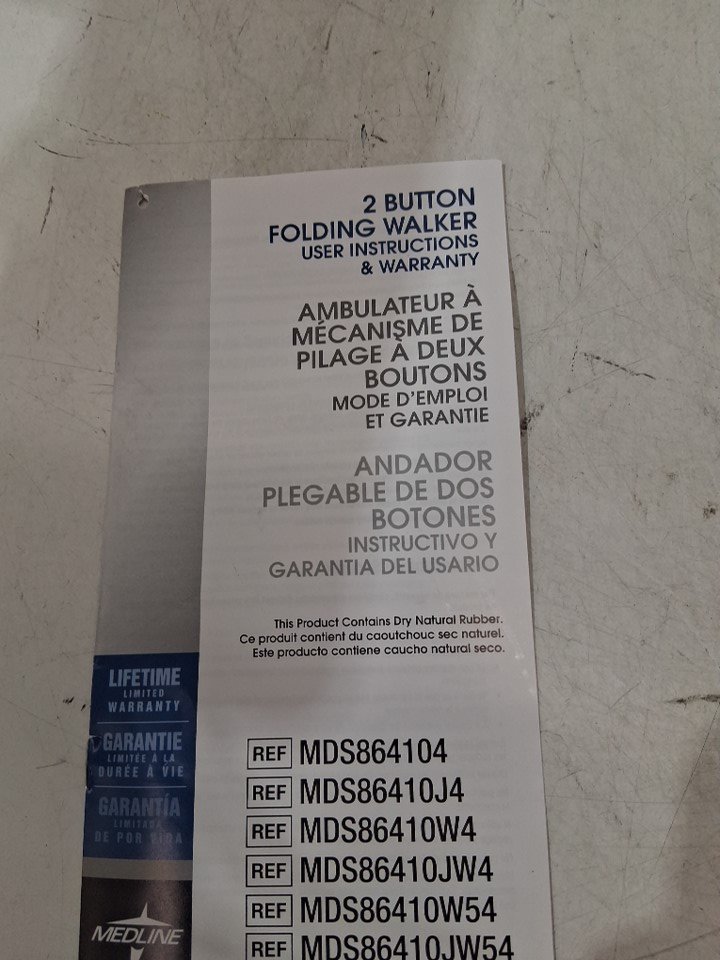 2 BUTTON
FOLDING WALKER
USER INSTRUCTIONS
& WARRANTY
AMBULATEUR À
MÉCANISME DE
PILAGE À DEUX
BOUTONS
MODE D'EMPLOI
ET GARANTIE
ANDADOR
PLEGABLE DE DOS
BOTONES
INSTRUCTIVO Y
GARANTIA DEL USARIO
This Product Contains Dry Natural Rubber.
Ce produit contient du caoutchouc sec naturel.
Este producto contiene caucho natural seco.
LIFETIME
LIMITED
WARRANTY
GARANTIE
LIMITÉE À LA
DURÉE À VIE
GARANTÍA
LIMITADA
DE POR VIDA
REF MDS864104
REF MDS86410J4
REF MDS86410W4
REF MDS86410JW4
REF MDS86410W54
REF MDS86410JW54
MEDLINE